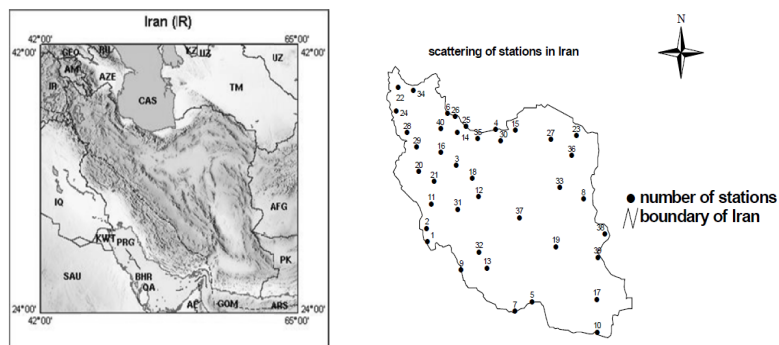 Iran (IR)
42°00' 65°00'
42°00' 42°00'
GEO RU KZ UZ UZ
AM AZE TM
IR CAS
IQ AFG
KWT PRG PK
SAU BHR
QA
GOM ARS
24°00' 24°00'
42°00' 65°00'
N
scattering of stations in Iran
22 34
24 6 26
28 40 25 4 15 23
14 35 30 27
29 16 36
20 3
21 18 33
12 8
11 31 37
2 38
1 32 19 39
9 13
5 17
7 10
number of stations
boundary of Iran